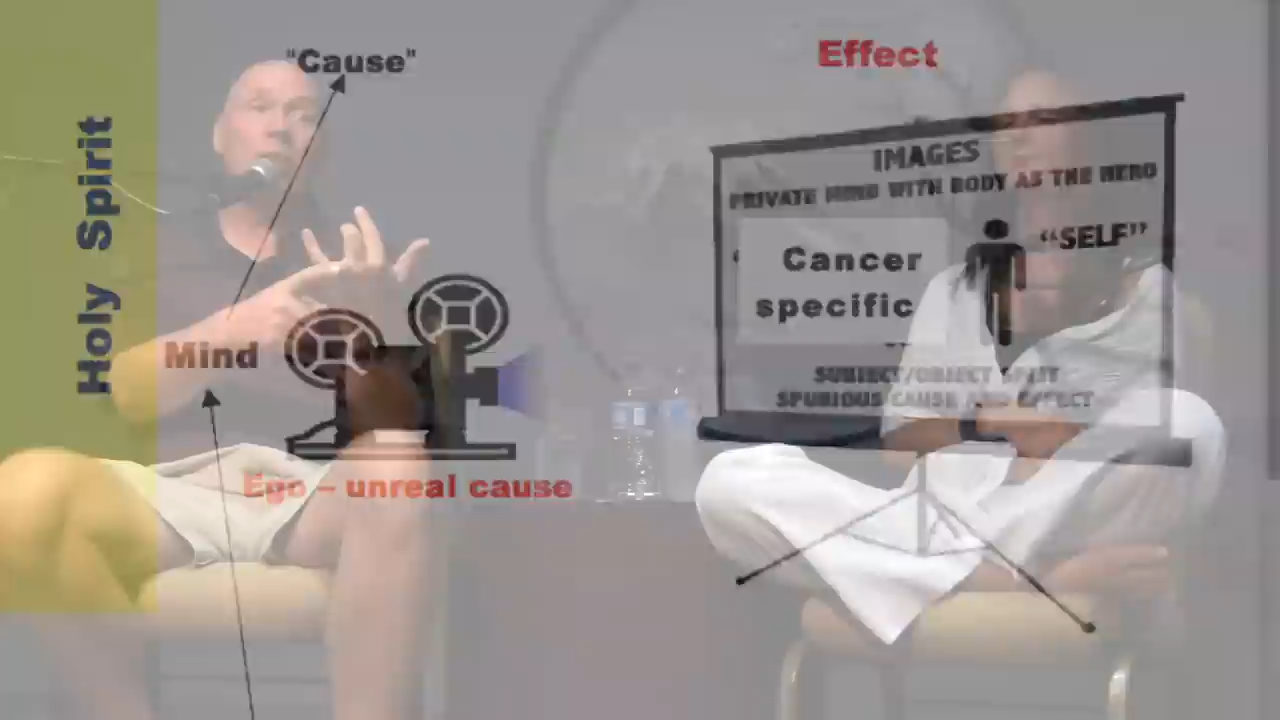 "Cause"
Effect
Holy Spirit
IMAGES
PRIVATE MIND WITH BODY AS THE HERO
"SELF"
Cancer
specific
Mind
SUBJECT/OBJECT SPLIT
SPURIOUS CAUSE AND EFFECT
Ego – unreal cause